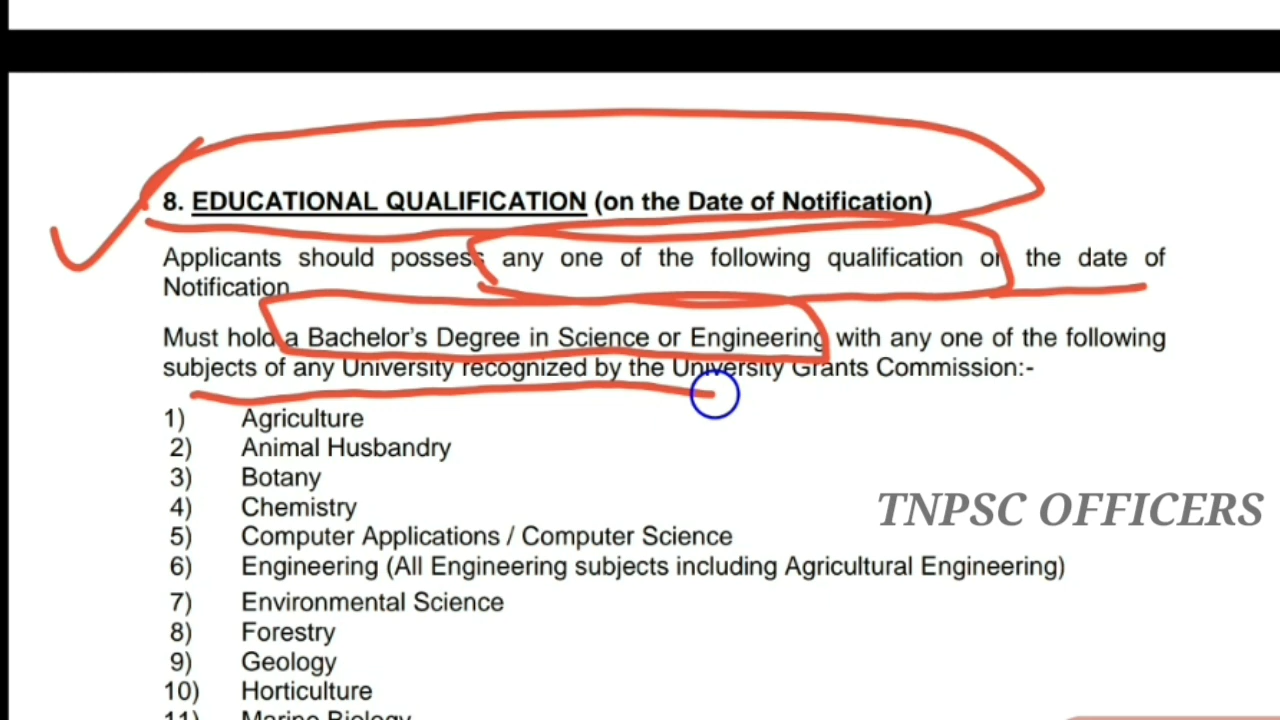 8. EDUCATIONAL QUALIFICATION (on the Date of Notification)
Applicants should possess any one of the following qualification on the date of
Notification
Must hold a Bachelor's Degree in Science or Engineering with any one of the following
subjects of any University recognized by the University Grants Commission:-
1) Agriculture
2) Animal Husbandry
3) Botany
4) Chemistry
TNPSC OFFICERS
5) Computer Applications / Computer Science
6) Engineering (All Engineering subjects including Agricultural Engineering)
7) Environmental Science
8) Forestry
9) Geology
10) Horticulture
11) Marine Biology